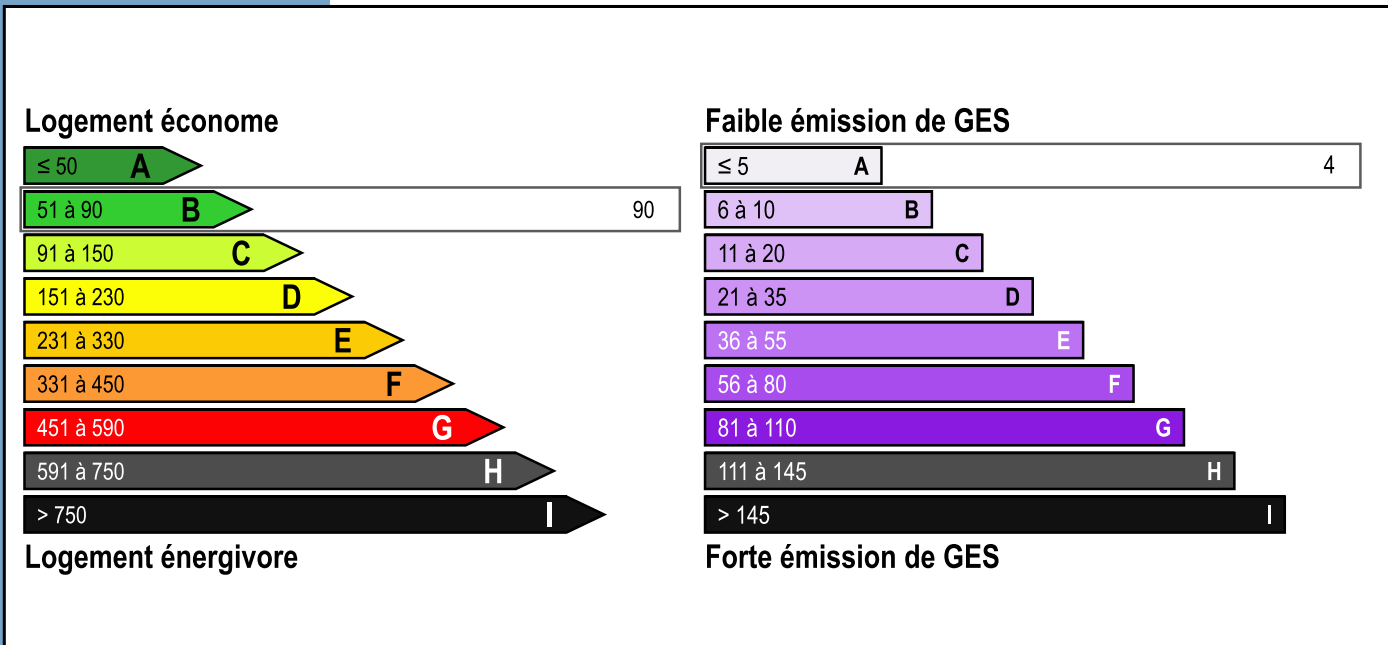 Logement économe
≤ 50 A
51 à 90 B 90
91 à 150 C
151 à 230 D
231 à 330 E
331 à 450 F
451 à 590 G
591 à 750 H
> 750 I
Logement énergivore
Faible émission de GES
≤ 5 A 4
6 à 10 B
11 à 20 C
21 à 35 D
36 à 55 E
56 à 80 F
81 à 110 G
111 à 145 H
> 145 I
Forte émission de GES